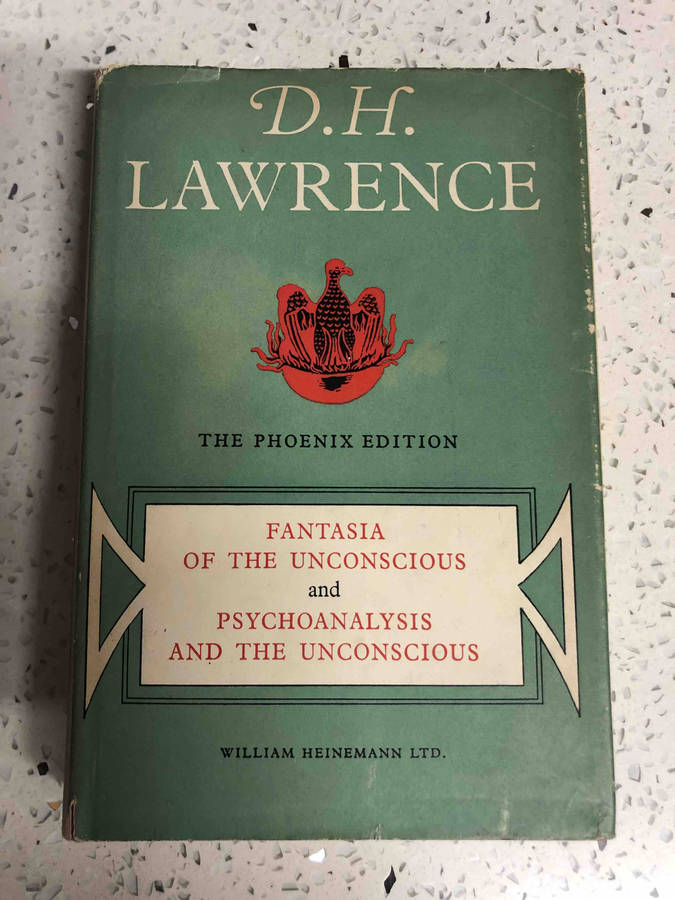 D.H.
LAWRENCE
THE PHOENIX EDITION
FANTASIA
OF THE UNCONSCIOUS
and
PSYCHOANALYSIS
AND THE UNCONSCIOUS
WILLIAM HEINEMANN LTD.